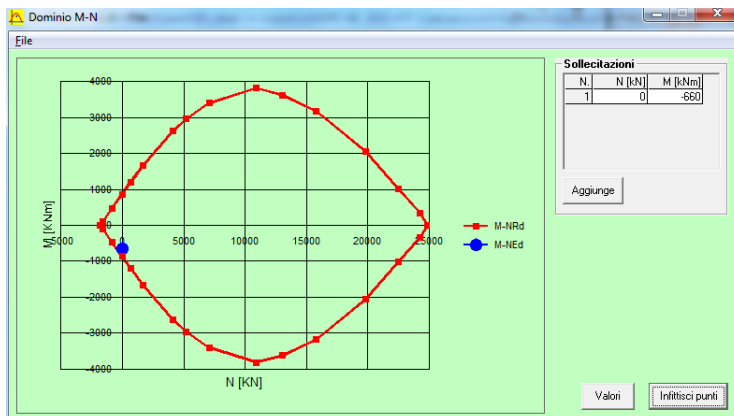 Dominio M-N
File
Sollecitazioni
N. N [kN] M [kNm]
1 0 -660
Aggiunge
4000
3000
2000
1000
0
-1000
-2000
-3000
-4000
M [KNm]
5000 0 5000 10000 15000 20000 25000
N [KN]
M-NRd
M-NEd
Valori
Infittisci punti